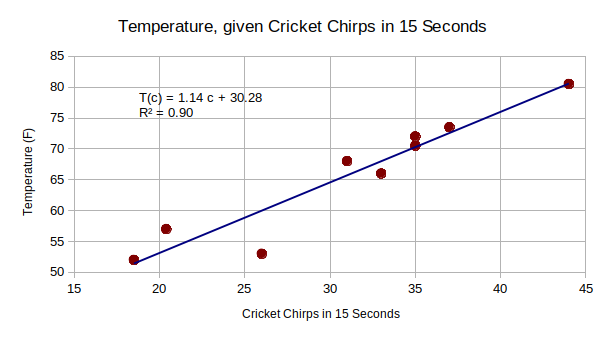 Temperature, given Cricket Chirps in 15 Seconds
85
80
T(c) = 1.14 c + 30.28
R² = 0.90
75
70
65
60
55
50
Temperature (F)
15 20 25 30 35 40 45
Cricket Chirps in 15 Seconds